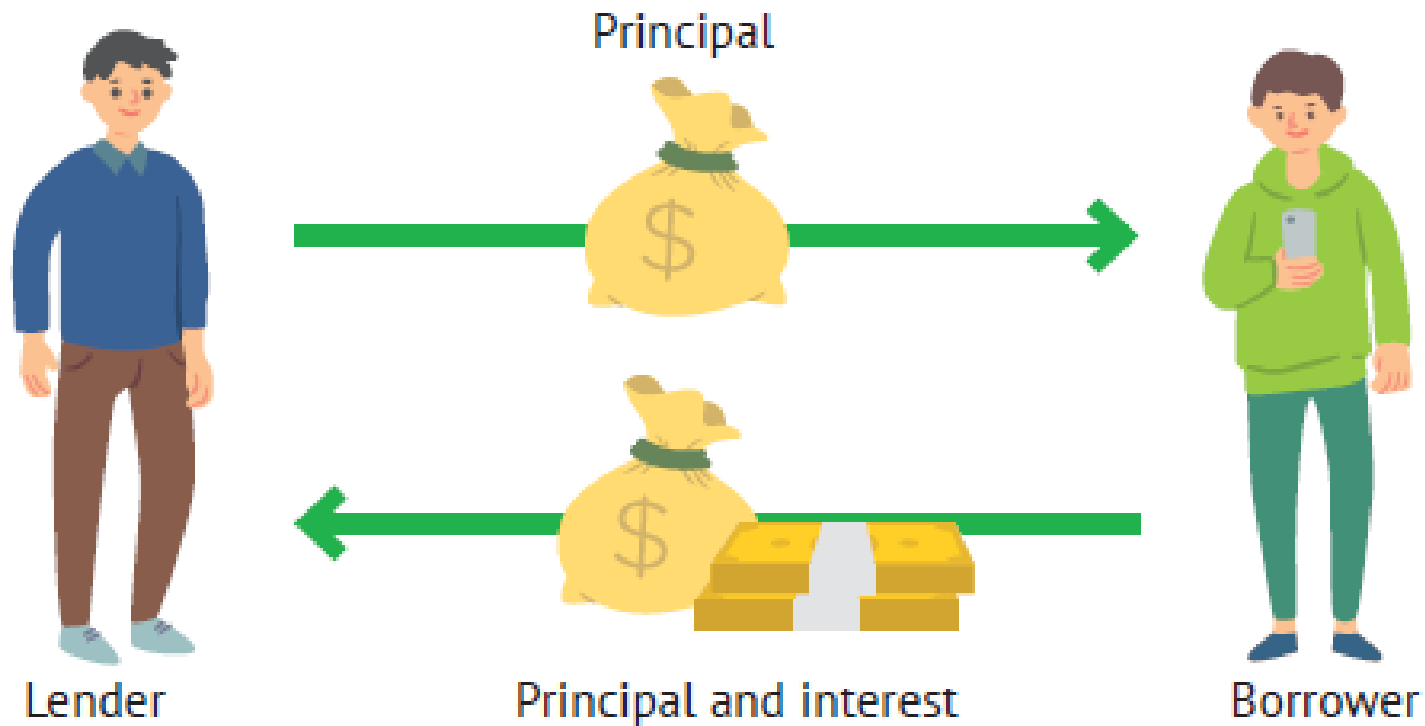 Principal
$
$
Lender
Principal and interest
Borrower